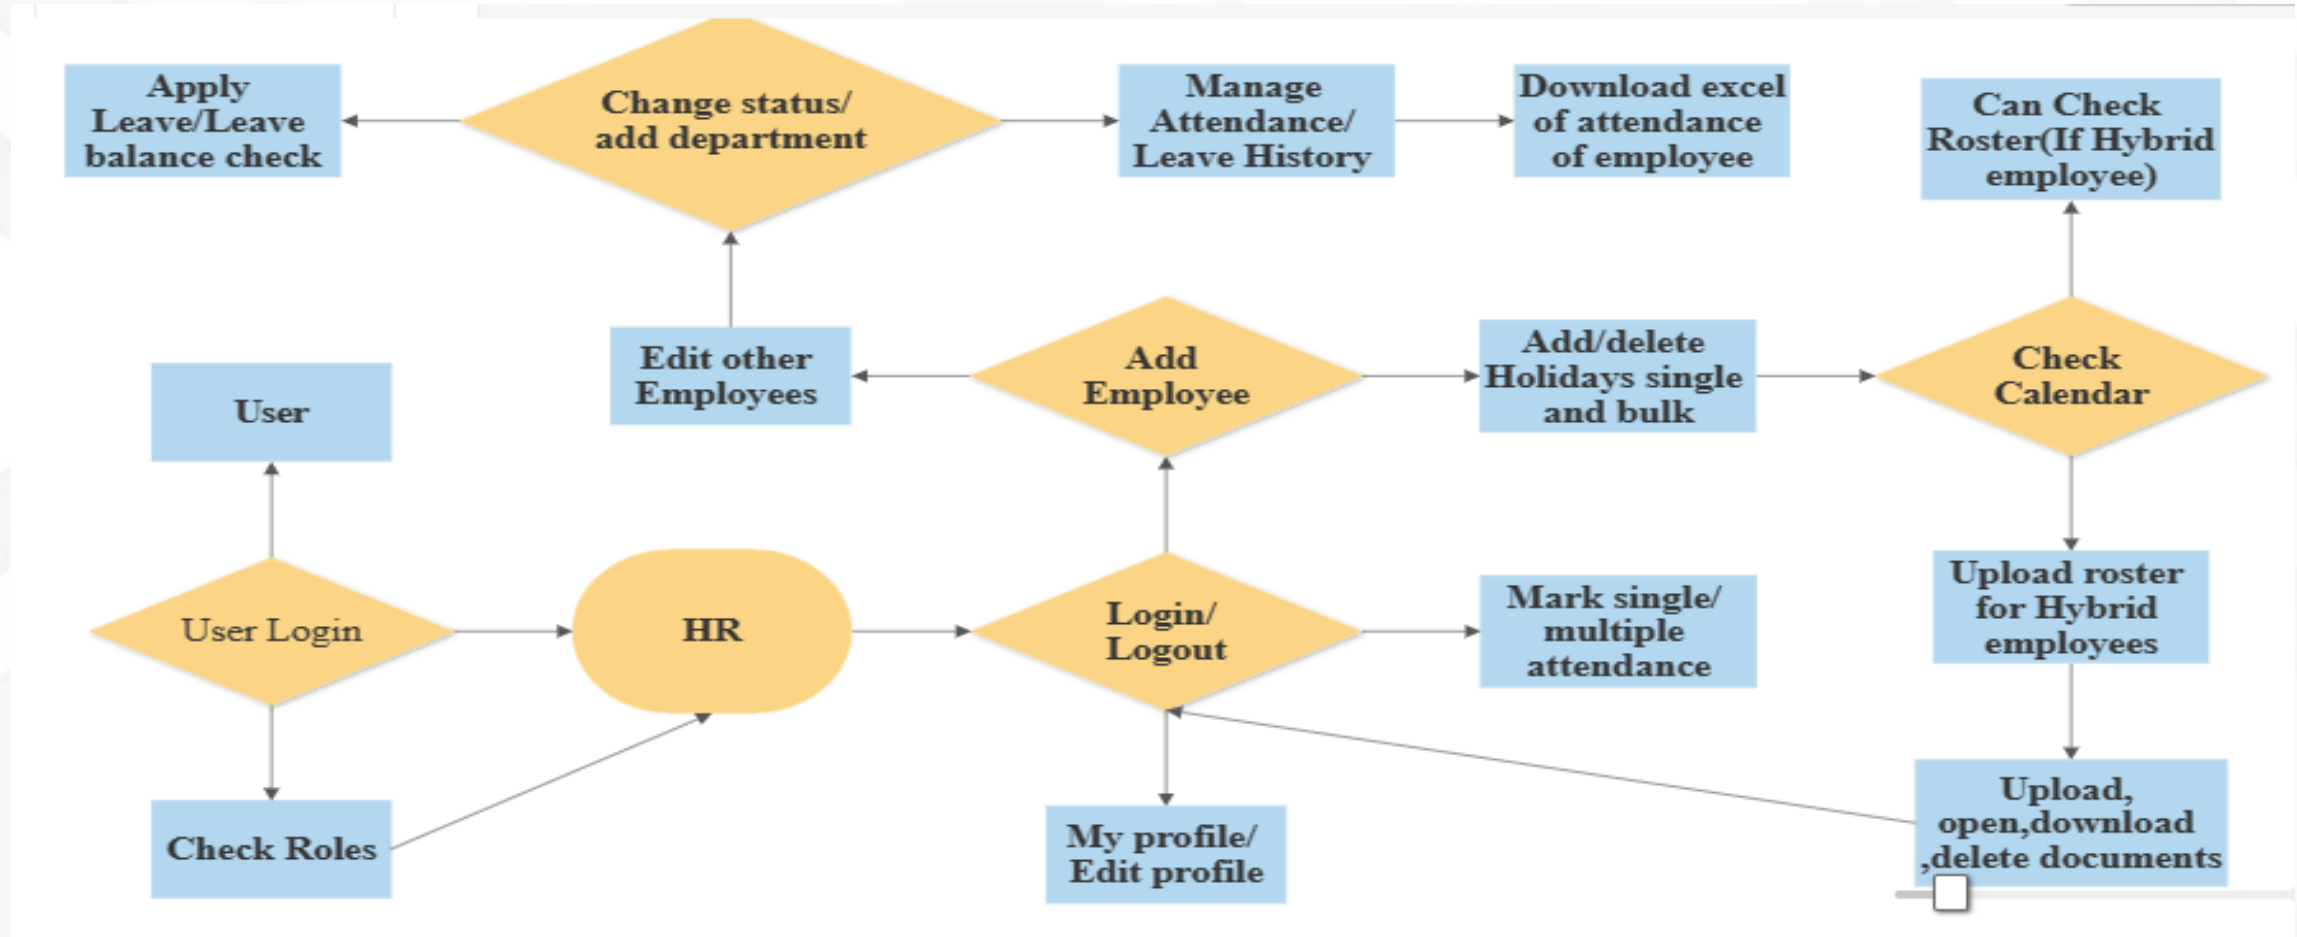 Apply
Leave/Leave
balance check
Change status/
add department
Manage
Attendance/
Leave History
Download excel
of attendance
of employee
Can Check
Roster(If Hybrid
employee)
User
Edit other
Employees
Add
Employee
Add/delete
Holidays single
and bulk
Check
Calendar
User Login
HR
Login/
Logout
Mark single/
multiple
attendance
Upload roster
for Hybrid
employees
Check Roles
My profile/
Edit profile
Upload,
open,download
,delete documents